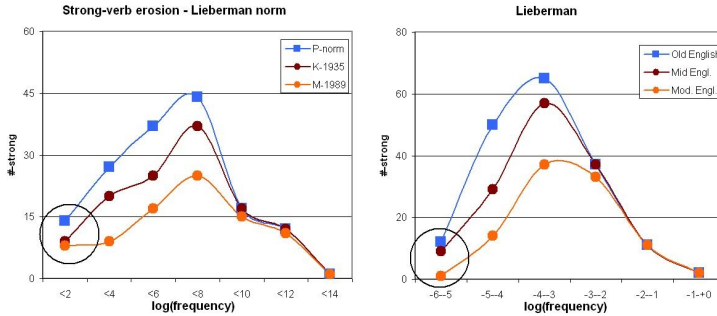 Strong-verb erosion - Lieberman norm
60
45
30
15
0
#-strong
P-norm
K-1935
M-1989
<2
<4
<6
<8
<10
<12
<14
log(frequency)
Lieberman
80
60
40
20
0
#-strong
Old English
Mid Engl.
Mod. Engl.
-6--5
-5--4
-4--3
-3--2
-2--1
-1-+0
log(frequency)